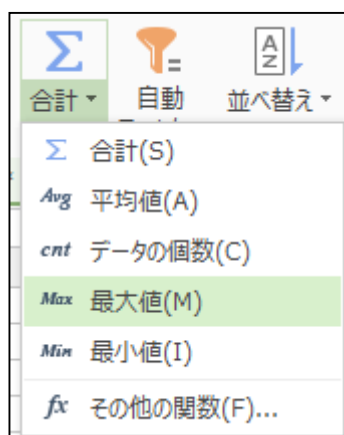 合計 自動 並べ替え
合計(S)
Avg 平均値(A)
cnt データの個数(C)
Max 最大値(M)
Min 最小値(I)
fx その他の関数(F)...